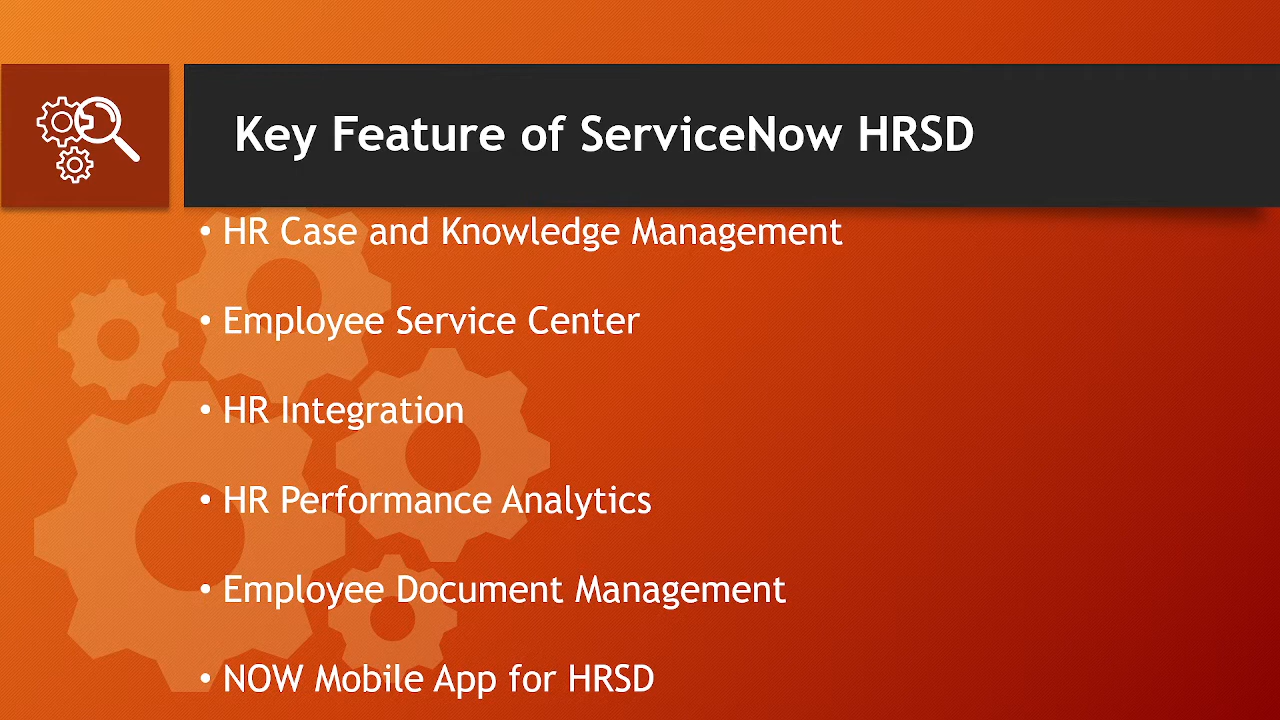 Key Feature of ServiceNow HRSD
• HR Case and Knowledge Management
• Employee Service Center
• HR Integration
• HR Performance Analytics
• Employee Document Management
• NOW Mobile App for HRSD